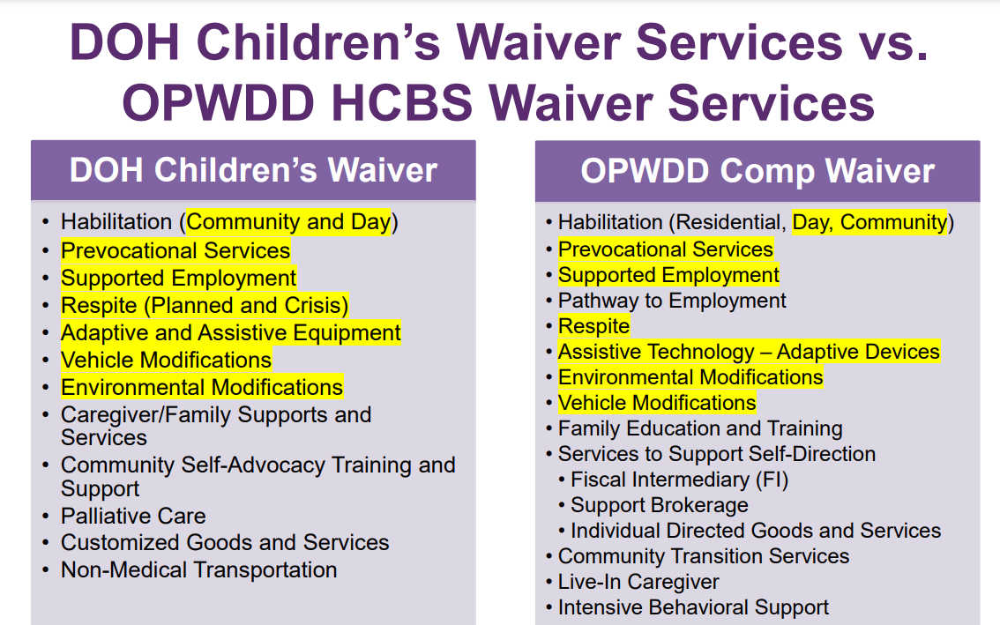 DOH Children’s Waiver Services vs.
OPWDD HCBS Waiver Services
DOH Children’s Waiver
• Habilitation (Community and Day)
• Prevocational Services
• Supported Employment
• Respite (Planned and Crisis)
• Adaptive and Assistive Equipment
• Vehicle Modifications
• Environmental Modifications
• Caregiver/Family Supports and
Services
• Community Self-Advocacy Training and
Support
• Palliative Care
• Customized Goods and Services
• Non-Medical Transportation
OPWDD Comp Waiver
• Habilitation (Residential, Day, Community)
• Prevocational Services
• Supported Employment
• Pathway to Employment
• Respite
• Assistive Technology – Adaptive Devices
• Environmental Modifications
• Vehicle Modifications
• Family Education and Training
• Services to Support Self-Direction
• Fiscal Intermediary (FI)
• Support Brokerage
• Individual Directed Goods and Services
• Community Transition Services
• Live-In Caregiver
• Intensive Behavioral Support